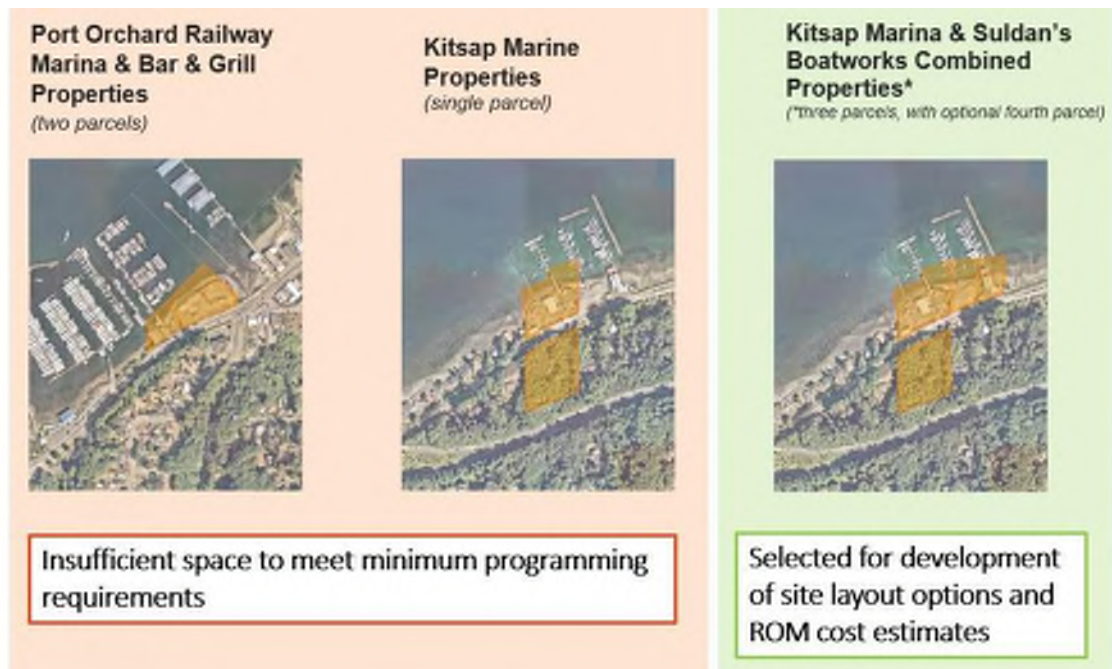 Port Orchard Railway
Marina & Bar & Grill
Properties
(two parcels)
Kitsap Marine
Properties
(single parcel)
Kitsap Marina & Suldan's
Boatworks Combined
Properties*
(*three parcels, with optional fourth parcel)
Insufficient space to meet minimum programming
requirements
Selected for development
of site layout options and
ROM cost estimates